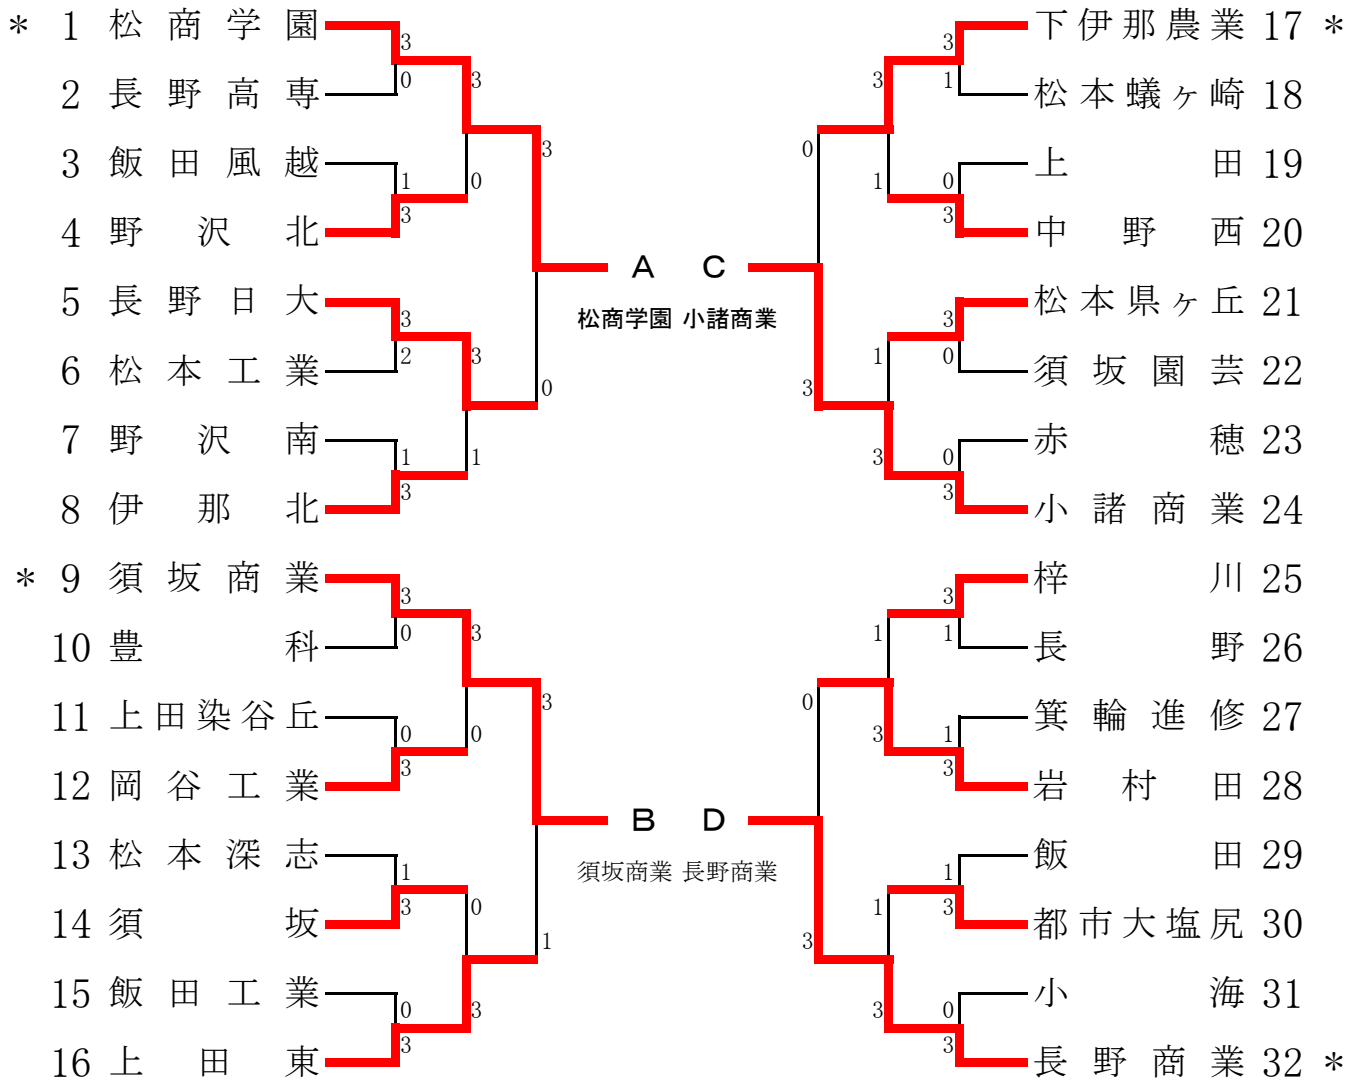 * 1 松商学園 下伊那農業 17 *
3 3
0 3 3 1
2 長野高専 松本蟻ヶ崎 18
3 0
3 飯田風越 上田 19
1 0 1 0
3 3
4 野沢北 中野西 20
A C
5 長野日大 松本県ヶ丘 21
松商学園 小諸商業
3 3
2 3 1 0
6 松本工業 須坂園芸 22
0 3
7 野沢南 赤穂 23
1 1 3 0
3 3
8 伊那北 小諸商業 24
* 9 須坂商業 梓川 25
3 3
0 3 1 1
10 豊科 長野 26
3 0
11 上田染谷丘 箕輪進修 27
0 0 3 1
3 3
12 岡谷工業 岩村田 28
B D
13 松本深志 飯田 29
須坂商業 長野商業
1 1
3 0 1 3
14 須坂 都市大塩尻 30
1 3
15 飯田工業 小海 31
0 3 3 0
3 3
16 上田東 長野商業 32 *